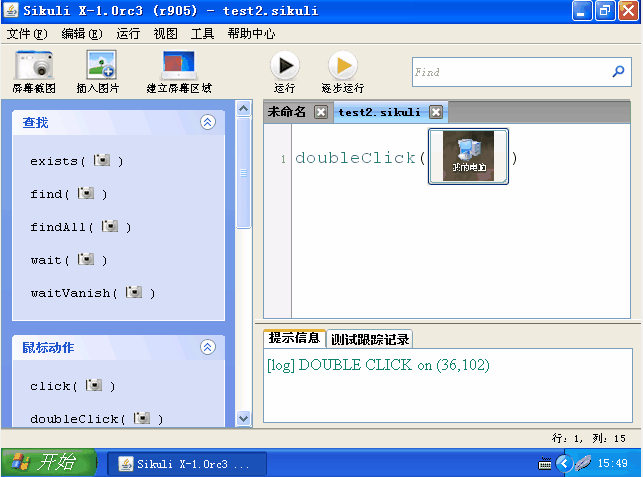 Sikuli X-1.0rc3 (r905) - test2.sikuli
文件(F) 编辑(E) 运行 视图 工具 帮助中心
屏幕截图 插入图片 建立屏幕区域 运行 逐步运行
Find
查找
exists( )
find( )
findAll( )
wait( )
waitVanish( )
鼠标动作
click( )
doubleClick( )
未命名 test2.sikuli
1 doubleClick( 我的电脑 )
提示信息 测试跟踪记录
[log] DOUBLE CLICK on (36,102)
行: 1, 列: 15
开始 Sikuli X-1.0rc3 ... 15:49